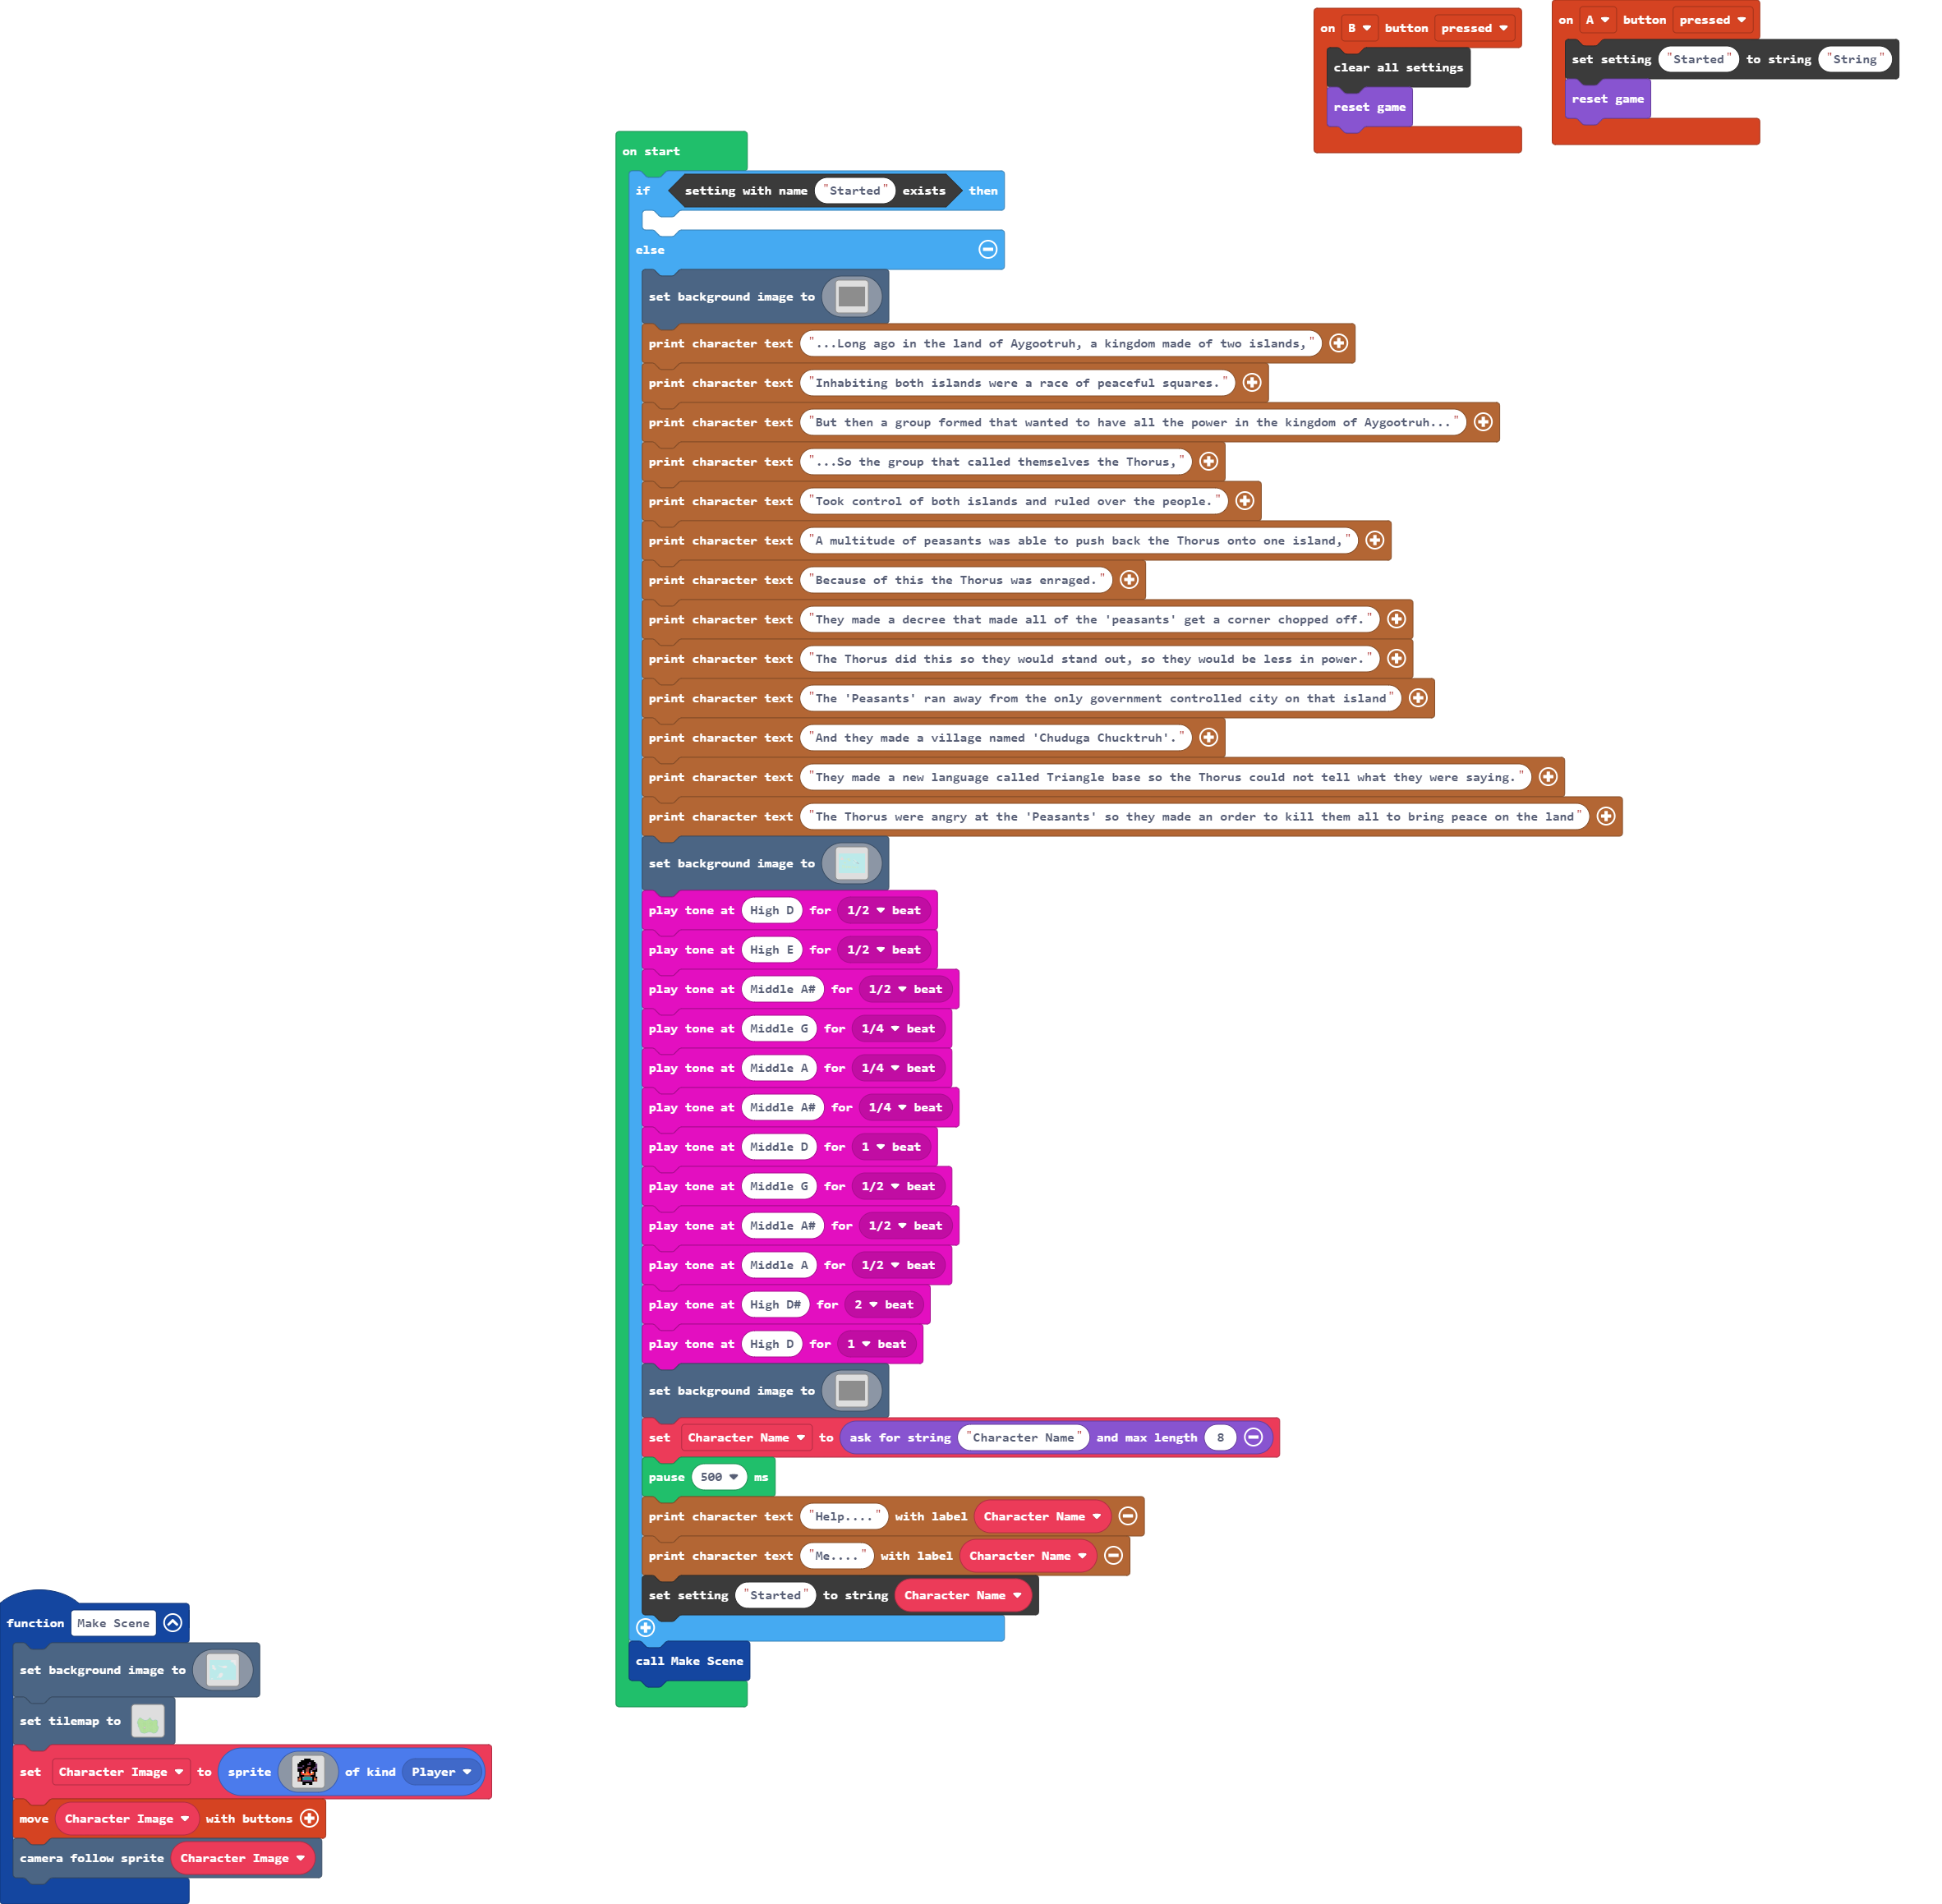 on B button pressed
clear all settings
reset game
on A button pressed
set setting "Started" to string "String"
reset game
on start
if setting with name "Started" exists then
else
set background image to
print character text "...Long ago in the land of Aygootruh, a kingdom made of two islands,"
print character text "Inhabiting both islands were a race of peaceful squares."
print character text "But then a group formed that wanted to have all the power in the kingdom of Aygootruh..."
print character text "...So the group that called themselves the Thorus,"
print character text "Took control of both islands and ruled over the people."
print character text "A multitude of peasants was able to push back the Thorus onto one island,"
print character text "Because of this the Thorus was enraged."
print character text "They made a decree that made all of the 'peasants' get a corner chopped off."
print character text "The Thorus did this so they would stand out, so they would be less in power."
print character text "The 'Peasants' ran away from the only government controlled city on that island"
print character text "And they made a village named 'Chuduga Chucktruh'."
print character text "They made a new language called Triangle base so the Thorus could not tell what they were saying."
print character text "The Thorus were angry at the 'Peasants' so they made an order to kill them all to bring peace on the land"
set background image to
play tone at High D for 1/2 beat
play tone at High E for 1/2 beat
play tone at Middle A# for 1/2 beat
play tone at Middle G for 1/4 beat
play tone at Middle A for 1/4 beat
play tone at Middle A# for 1/4 beat
play tone at Middle D for 1 beat
play tone at Middle G for 1/2 beat
play tone at Middle A# for 1/2 beat
play tone at Middle A for 1/2 beat
play tone at High D# for 2 beat
play tone at High D for 1 beat
set background image to
set Character Name to ask for string "Character Name" and max length 8
pause 500 ms
print character text "Help...." with label Character Name
print character text "Me...." with label Character Name
set setting "Started" to string Character Name
call Make Scene
function Make Scene
set background image to
set tilemap to
set Character Image to sprite of kind Player
move Character Image with buttons
camera follow sprite Character Image